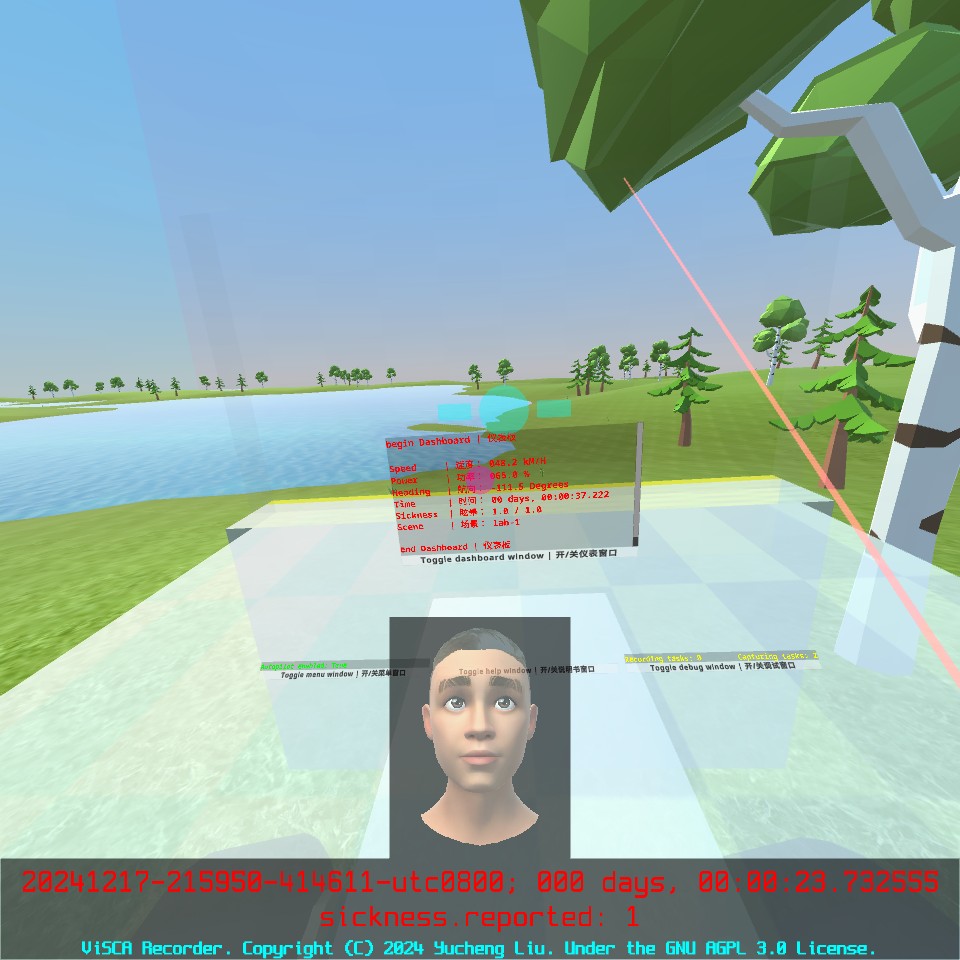 begin Dashboard | 仪表板
Speed | 速度： 048.2 kM/H
Power | 功率： 065.0 %
Heading | 航向： -111.5 Degrees
Time | 时间： 00 days, 00:00:37.222
Sickness | 眩晕： 1.0 / 1.0
Scene | 场景： lab-1
end Dashboard | 仪表板
Toggle dashboard window | 开/关仪表窗口
Autopilot enabled: True
Toggle menu window | 开/关菜单窗口
Toggle help window | 开/关说明书窗口
Recording tasks: 0 Capturing tasks: 2
Toggle debug window | 开/关调试窗口
20241217-215950-414611-utc0800; 000 days, 00:00:23.732555
sickness.reported: 1
ViSCA Recorder. Copyright (C) 2024 Yucheng Liu. Under the GNU AGPL 3.0 License.